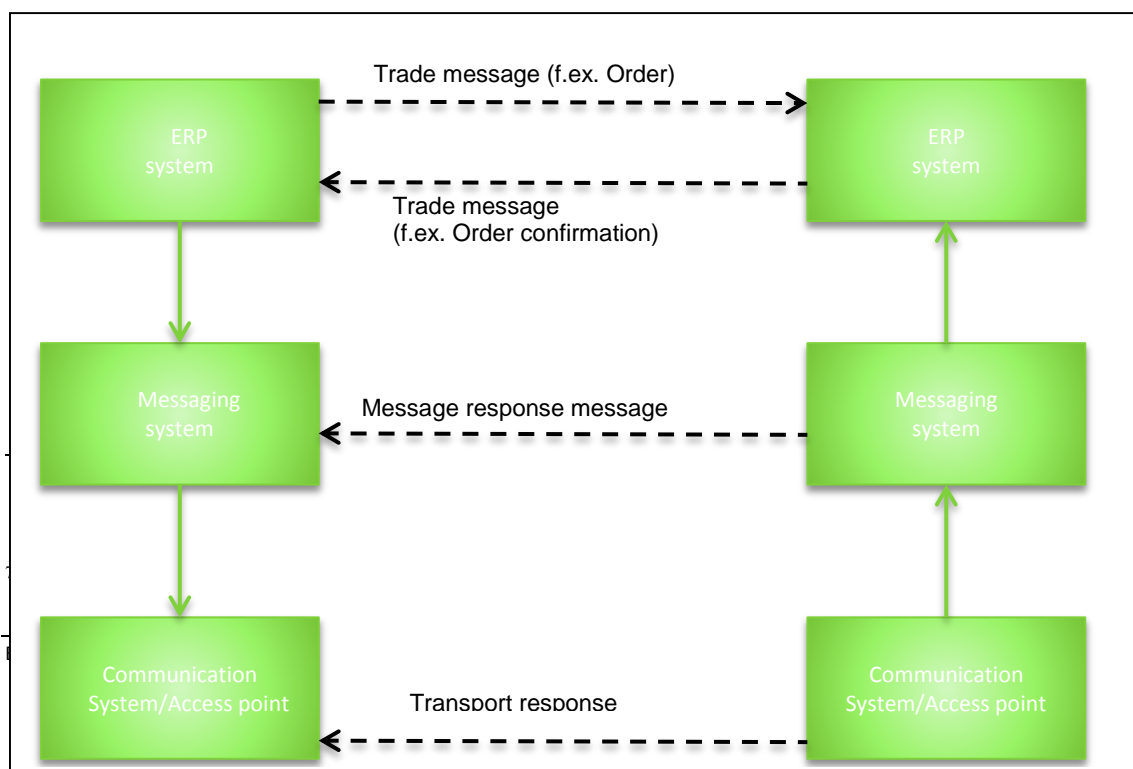 Trade message (f.ex. Order)
ERP
system
ERP
system
Trade message
(f.ex. Order confirmation)
Messaging
system
Message response message
Messaging
system
Communication
System/Access point
Transport response
Communication
System/Access point